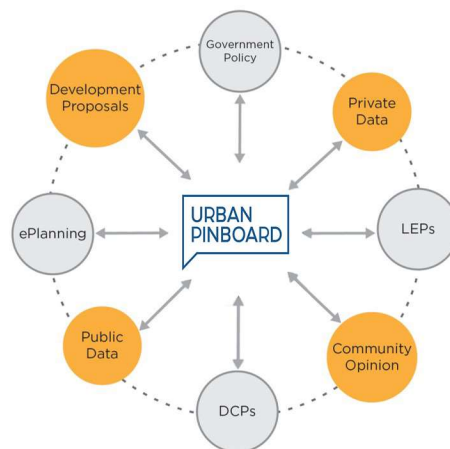 Government
Policy
Development
Proposals
Private
Data
ePlanning
URBAN
PINBOARD
LEPs
Public
Data
Community
Opinion
DCPs